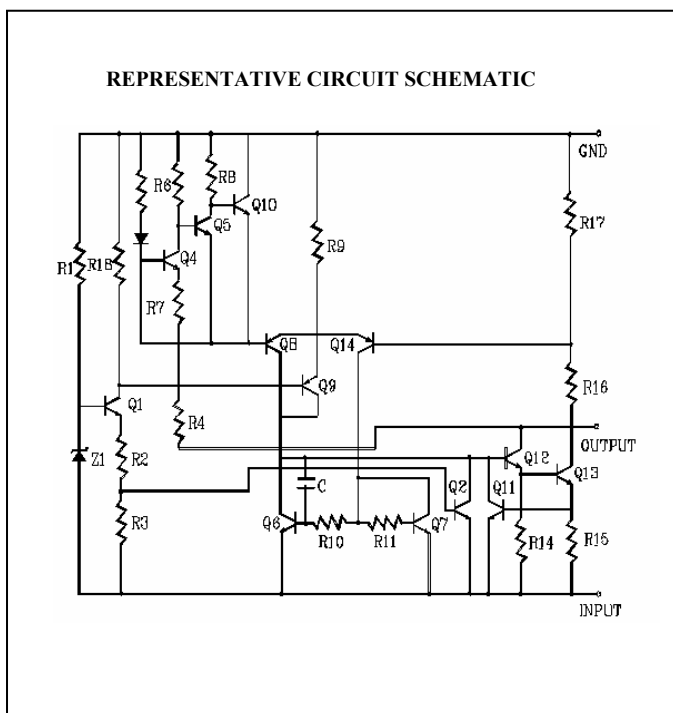 REPRESENTATIVE CIRCUIT SCHEMATIC
GND
R6
R8
Q10
R17
Q5
R9
R1
R18
Q4
R7
Q8
Q14
R16
Q9
Q1
R4
OUTPUT
Z1
R2
Q12
C
Q2
Q11
Q13
R3
Q6
R10
R11
Q7
R14
R15
INPUT